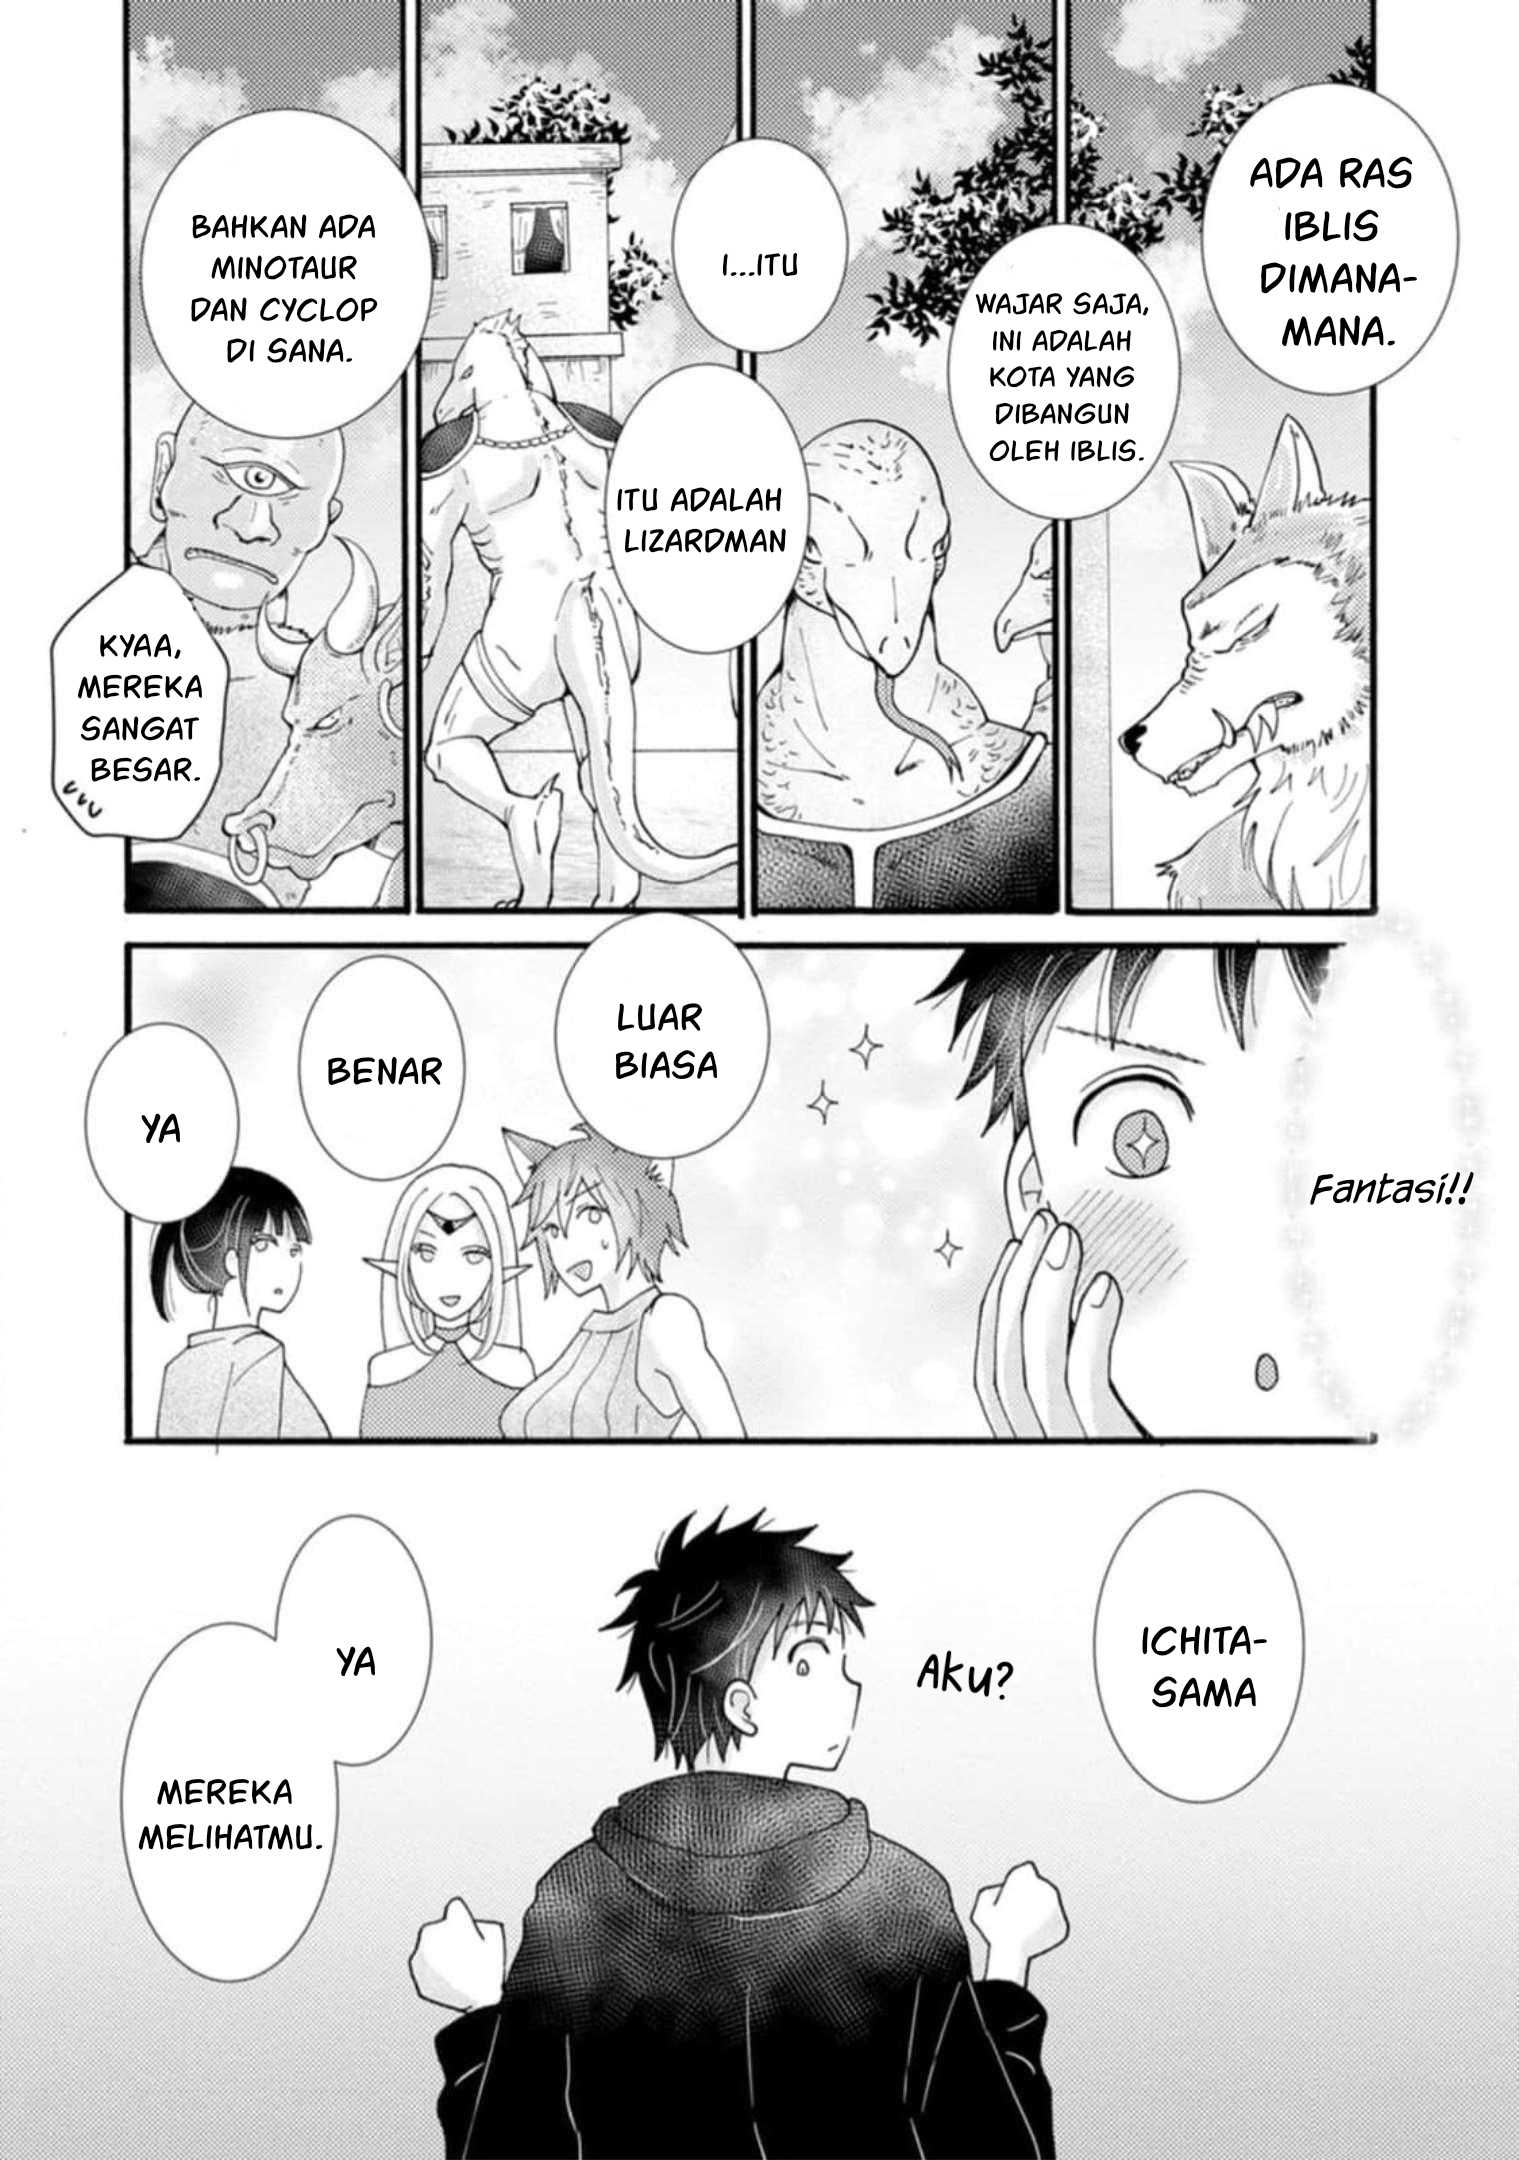 ADA RAS
IBLIS
DIMANA-
MANA.
WAJAR SAJA,
INI ADALAH
KOTA YANG
DIBANGUN
OLEH IBLIS.
I...ITU
ITU ADALAH
LIZARDMAN
BAHKAN ADA
MINOTAUR
DAN CYCLOP
DI SANA.
KYAA,
MEREKA
SANGAT
BESAR.
Fantasi!!
LUAR
BIASA
BENAR
YA
ICHITA-
SAMA
AKU?
YA
MEREKA
MELIHATMU.